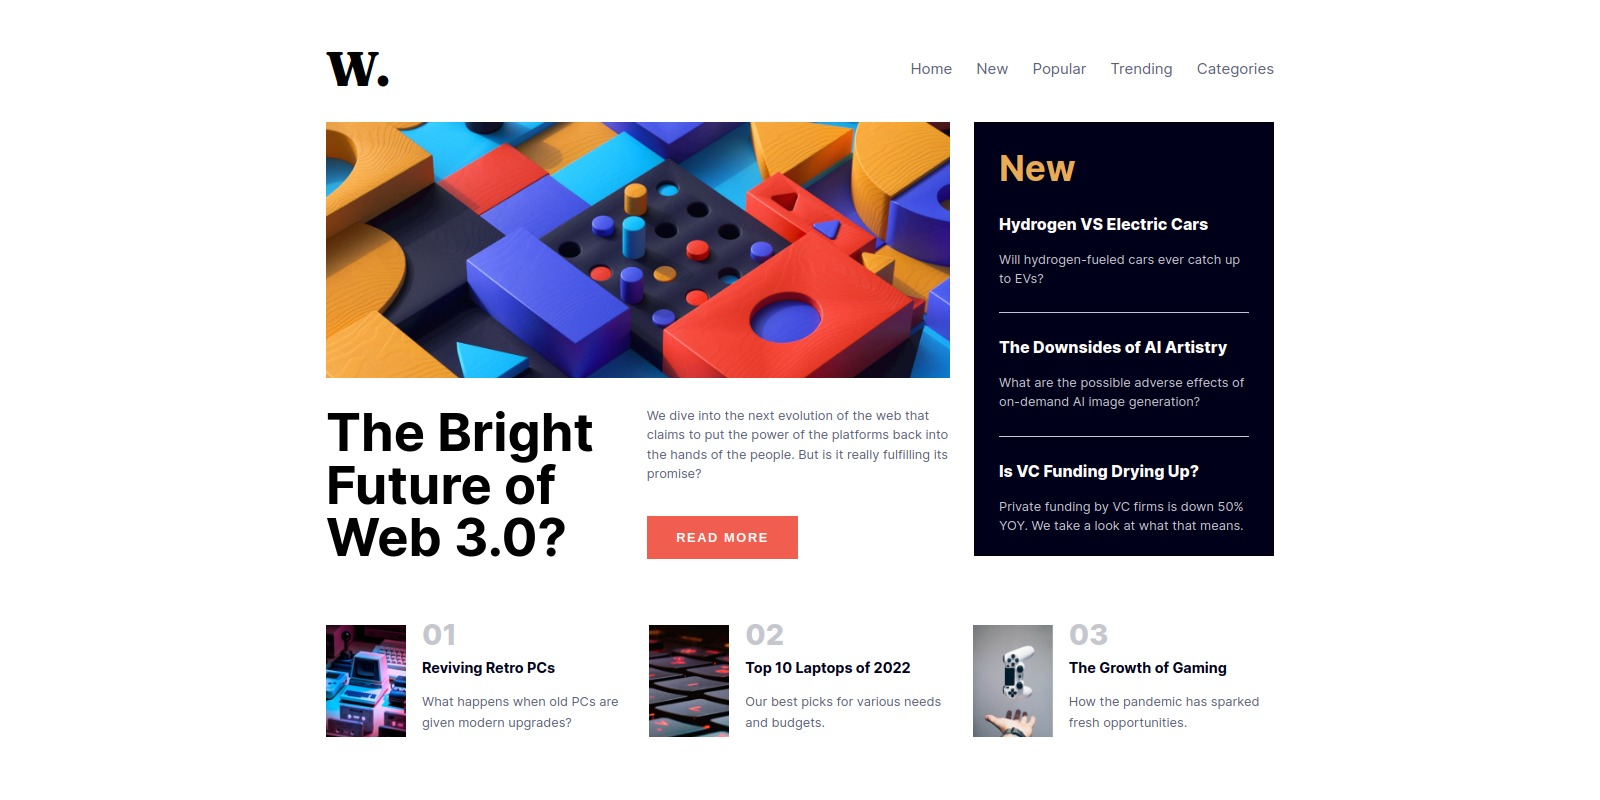 W.
Home New Popular Trending Categories
The Bright
Future of
Web 3.0?
We dive into the next evolution of the web that
claims to put the power of the platforms back into
the hands of the people. But is it really fulfilling its
promise?
READ MORE
New
Hydrogen VS Electric Cars
Will hydrogen-fueled cars ever catch up
to EVs?
The Downsides of AI Artistry
What are the possible adverse effects of
on-demand AI image generation?
Is VC Funding Drying Up?
Private funding by VC firms is down 50%
YOY. We take a look at what that means.
01
Reviving Retro PCs
What happens when old PCs are
given modern upgrades?
02
Top 10 Laptops of 2022
Our best picks for various needs
and budgets.
03
The Growth of Gaming
How the pandemic has sparked
fresh opportunities.